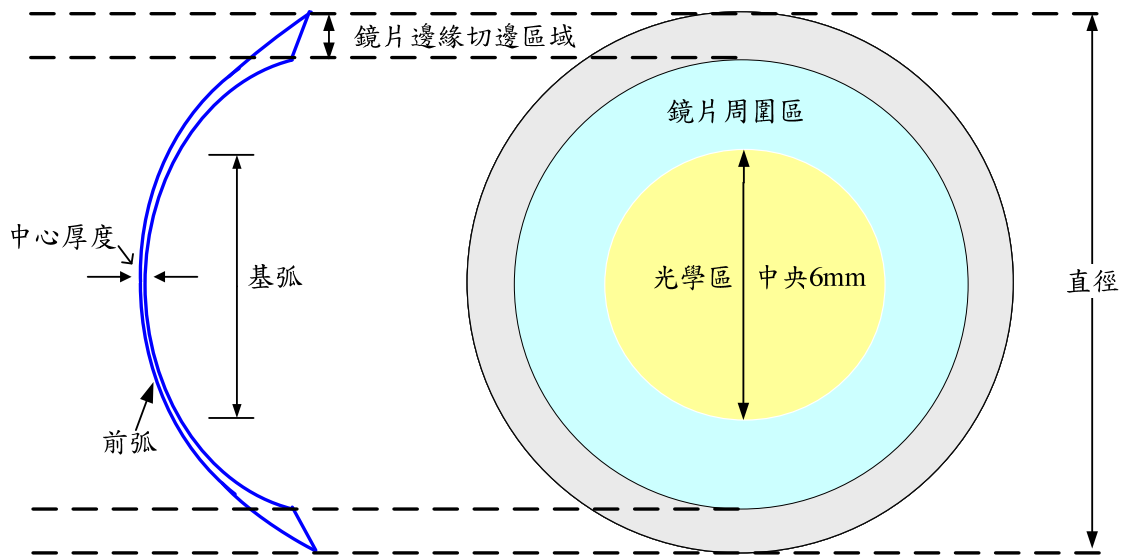 鏡片邊緣切邊區域
鏡片周圍區
中心厚度
基弧
光學區 中央6mm
直徑
前弧